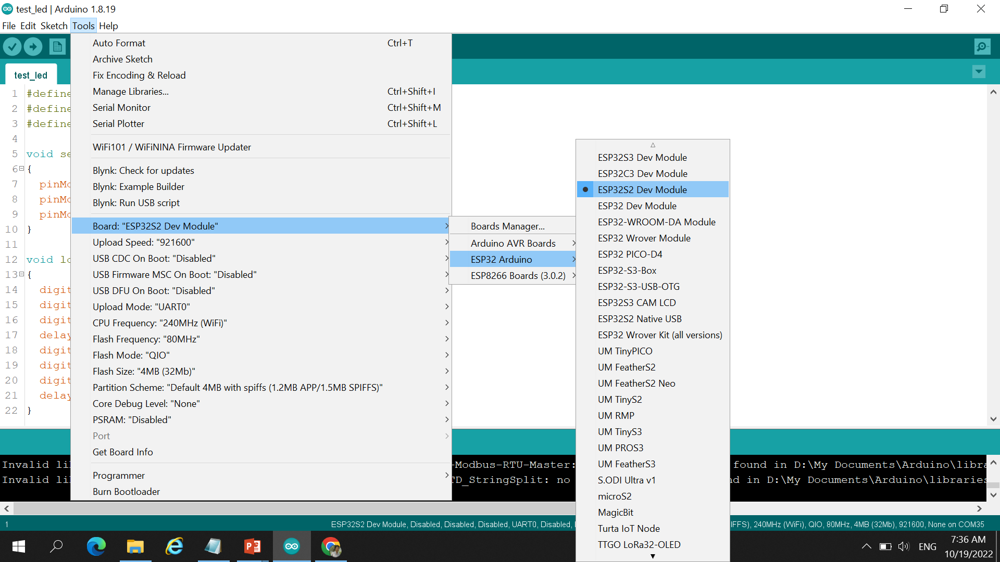 test_led | Arduino 1.8.19
File Edit Sketch Tools Help
test_led
1 #define
2 #define
3 #define
4
5 void se
6 {
7 pinMo
8 pinMo
9 pinMo
10 }
11
12 void lo
13 {
14 digit
15 digit
16 digit
17 delay
18 digit
19 digit
20 digit
21 delay
22 }
Auto Format Ctrl+T
Archive Sketch
Fix Encoding & Reload
Manage Libraries... Ctrl+Shift+I
Serial Monitor Ctrl+Shift+M
Serial Plotter Ctrl+Shift+L
WiFi101 / WiFiNINA Firmware Updater
Blynk: Check for updates
Blynk: Example Builder
Blynk: Run USB script
Board: "ESP32S2 Dev Module"
Upload Speed: "921600"
USB CDC On Boot: "Disabled"
USB Firmware MSC On Boot: "Disabled"
USB DFU On Boot: "Disabled"
Upload Mode: "UART0"
CPU Frequency: "240MHz (WiFi)"
Flash Frequency: "80MHz"
Flash Mode: "QIO"
Flash Size: "4MB (32Mb)"
Partition Scheme: "Default 4MB with spiffs (1.2MB APP/1.5MB SPIFFS)"
Core Debug Level: "None"
PSRAM: "Disabled"
Port
Get Board Info
Programmer
Burn Bootloader
Boards Manager...
Arduino AVR Boards
ESP32 Arduino
ESP8266 Boards (3.0.2)
ESP32S3 Dev Module
ESP32C3 Dev Module
ESP32S2 Dev Module
ESP32 Dev Module
ESP32-WROOM-DA Module
ESP32 Wrover Module
ESP32 PICO-D4
ESP32-S3-Box
ESP32-S3-USB-OTG
ESP32S3 CAM LCD
ESP32S2 Native USB
ESP32 Wrover Kit (all versions)
UM TinyPICO
UM FeatherS2
UM FeatherS2 Neo
UM TinyS2
UM RMP
UM TinyS3
UM PROS3
UM FeatherS3
S.ODI Ultra v1
microS2
MagicBit
Turta IoT Node
TTGO LoRa32-OLED
Invalid li -Modbus-RTU-Master: found in D:\My Documents\Arduino\libra
Invalid li TD_StringSplit: no nd in D:\My Documents\Arduino\libraries
1 ESP32S2 Dev Module, Disabled, Disabled, Disabled, UART0, Disabled, IFFS), 240MHz (WiFi), QIO, 80MHz, 4MB (32Mb), 921600, None on COM35
ENG
7:36 AM
10/19/2022